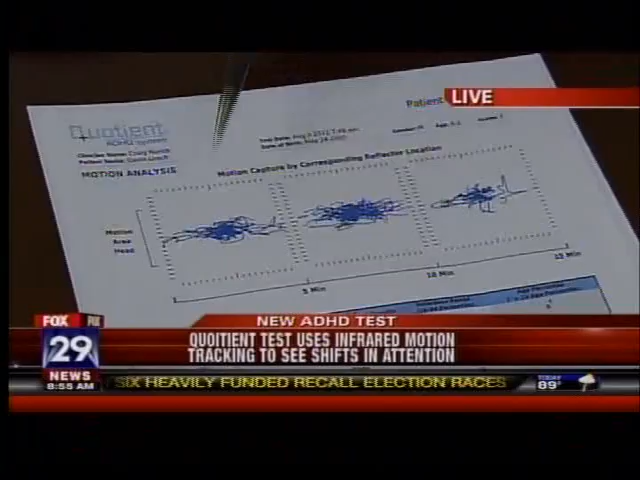 Quotient
ADHD System
Patient
LIVE
MOTION ANALYSIS
Motion Capture by Corresponding Reflector Location
Motion
Area
Head
5 Min
10 Min
15 Min
FOX
29
NEWS
8:55 AM
NEW ADHD TEST
QUOITIENT TEST USES INFRARED MOTION
TRACKING TO SEE SHIFTS IN ATTENTION
SIX HEAVILY FUNDED RECALL ELECTION RACES
TODAY
89°